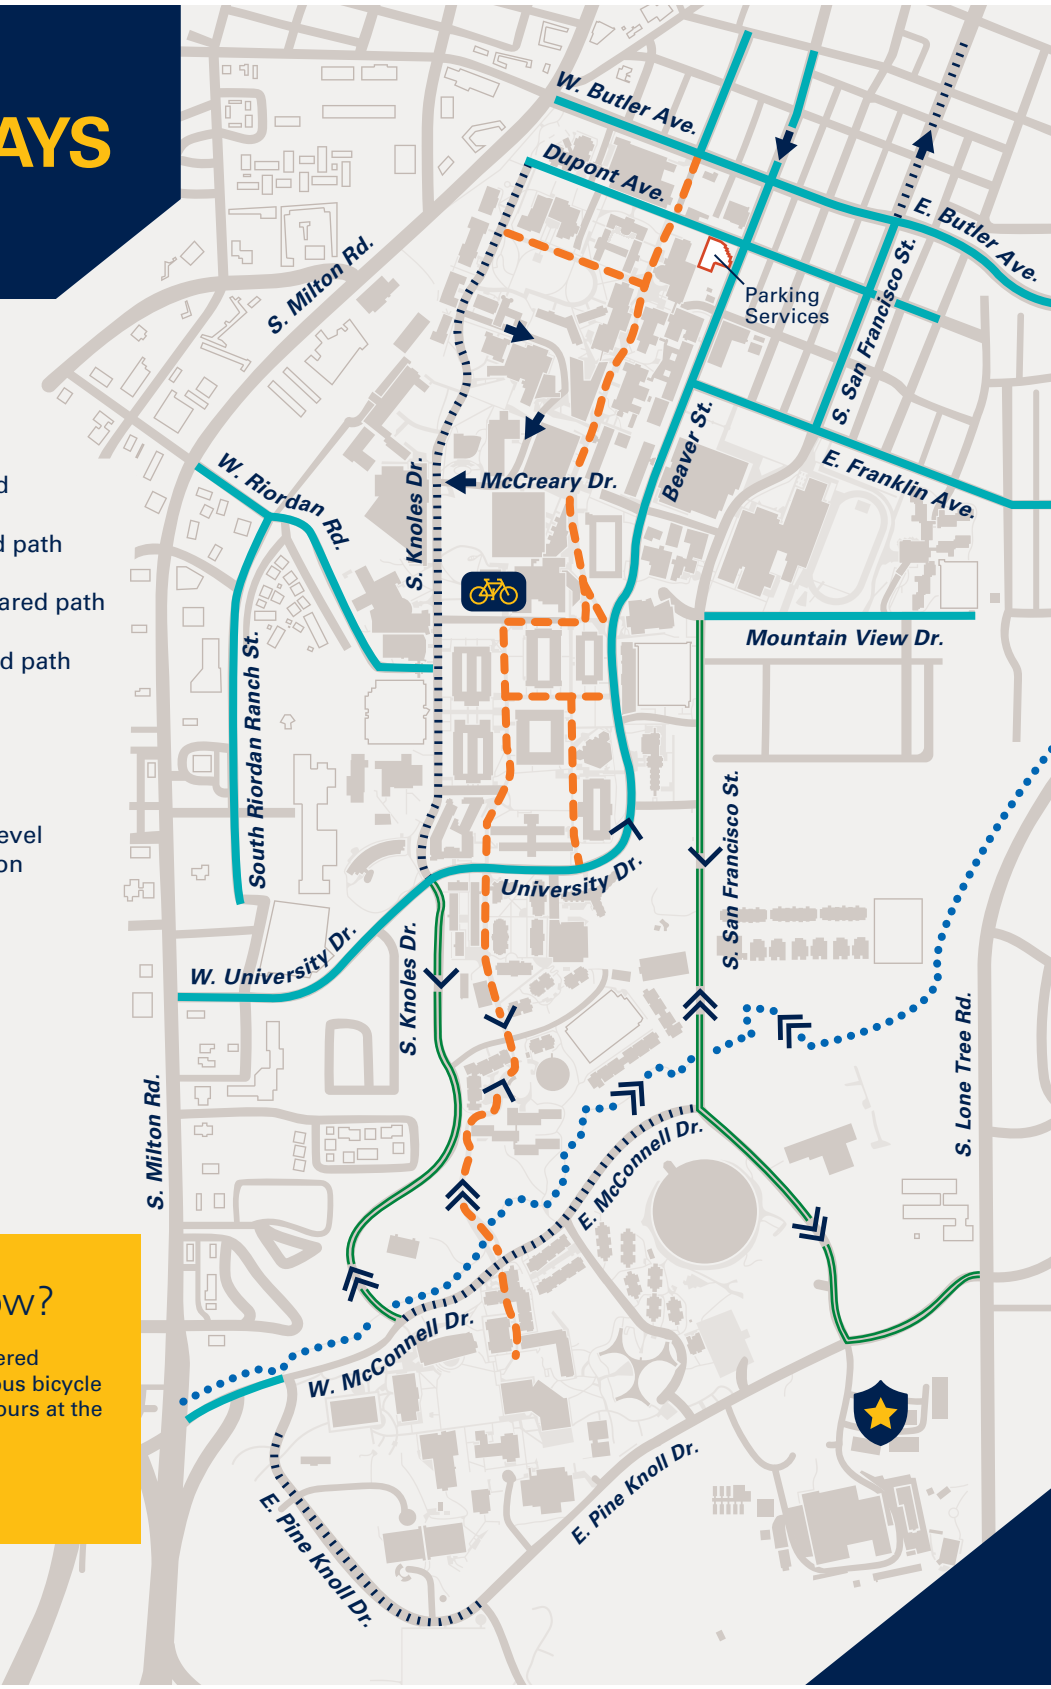 AYS
W. Butler Ave.
Dupont Ave.
E. Butler Ave.
S. Milton Rd.
S. San Francisco St.
Parking
Services
Beaver St.
E. Franklin Ave.
W. Riordan Rd.
S. Knoles Dr.
McCreary Dr.
d
d path
ared path
d path
Mountain View Dr.
South Riordan Ranch St.
S. San Francisco St.
evel
on
University Dr.
W. University Dr.
S. Knoles Dr.
S. Milton Rd.
S. Lone Tree Rd.
E. McConnell Dr.
W. McConnell Dr.
ow?
ered
ous bicycle
ours at the
E. Pine Knoll Dr.
E. Pine Knoll Dr.